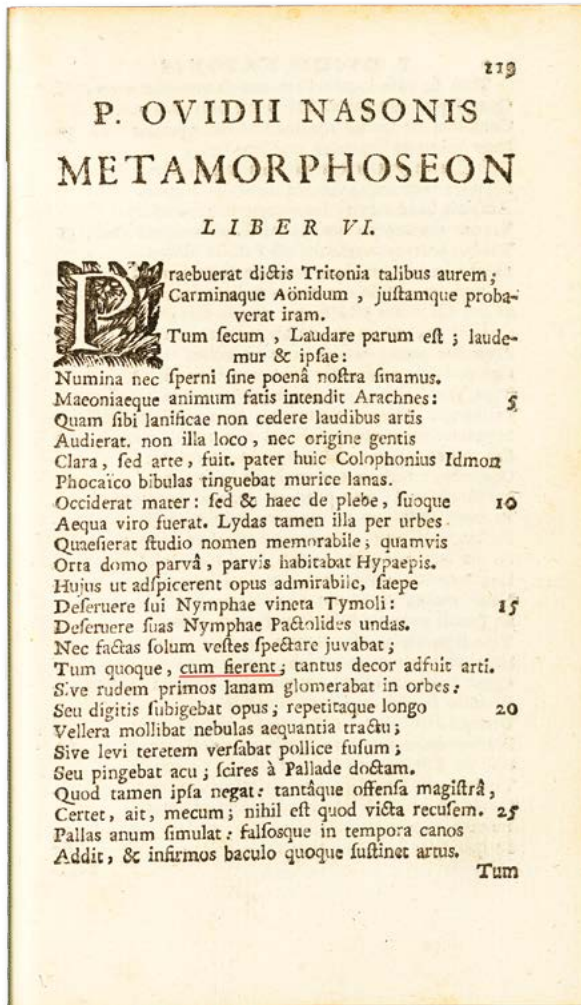 219
P. OVIDII NASONIS
METAMORPHOSEON
LIBER VI.
Praebuerat dictis Tritonia talibus aurem;
Carminaque Aönidum, justamque proba-
verat iram.
Tum secum, Laudare parum est; laude-
mur & ipsae:
Numina nec sperni sine poenâ nostra sinamus.
Maeoniaeque animum fatis intendit Arachnes: 5
Quam sibi lanificae non cedere laudibus artis
Audierat. non illa loco, nec origine gentis
Clara, sed arte, fuit. pater huic Colophonius Idmon
Phocaïco bibulas tinguebat murice lanas.
Occiderat mater: sed & haec de plebe, suoque 10
Aequa viro fuerat. Lydas tamen illa per urbes
Quaesierat studio nomen memorabile; quamvis
Orta domo parvâ, parvis habitabat Hypaepis.
Hujus ut adspicerent opus admirabile, saepe
Deseruere sui Nymphae vineta Tymoli: 15
Deseruere suas Nymphae Pactolides undas.
Nec factas solum vestes spectare juvabat;
Tum quoque, cum fierent; tantus decor adfuit arti.
Sive rudem primos lanam glomerabat in orbes:
Seu digitis subigebat opus; repetitaque longo 20
Vellera mollibat nebulas aequantia tractu;
Sive levi teretem versabat pollice fusum;
Seu pingebat acu; scires à Pallade doctam.
Quod tamen ipsa negat: tantâque offensa magistrâ,
Certet, ait, mecum; nihil est quod victa recusem. 25
Pallas anum simulat: falsosque in tempora canos
Addit, & infirmos baculo quoque sustinet artus.
Tum